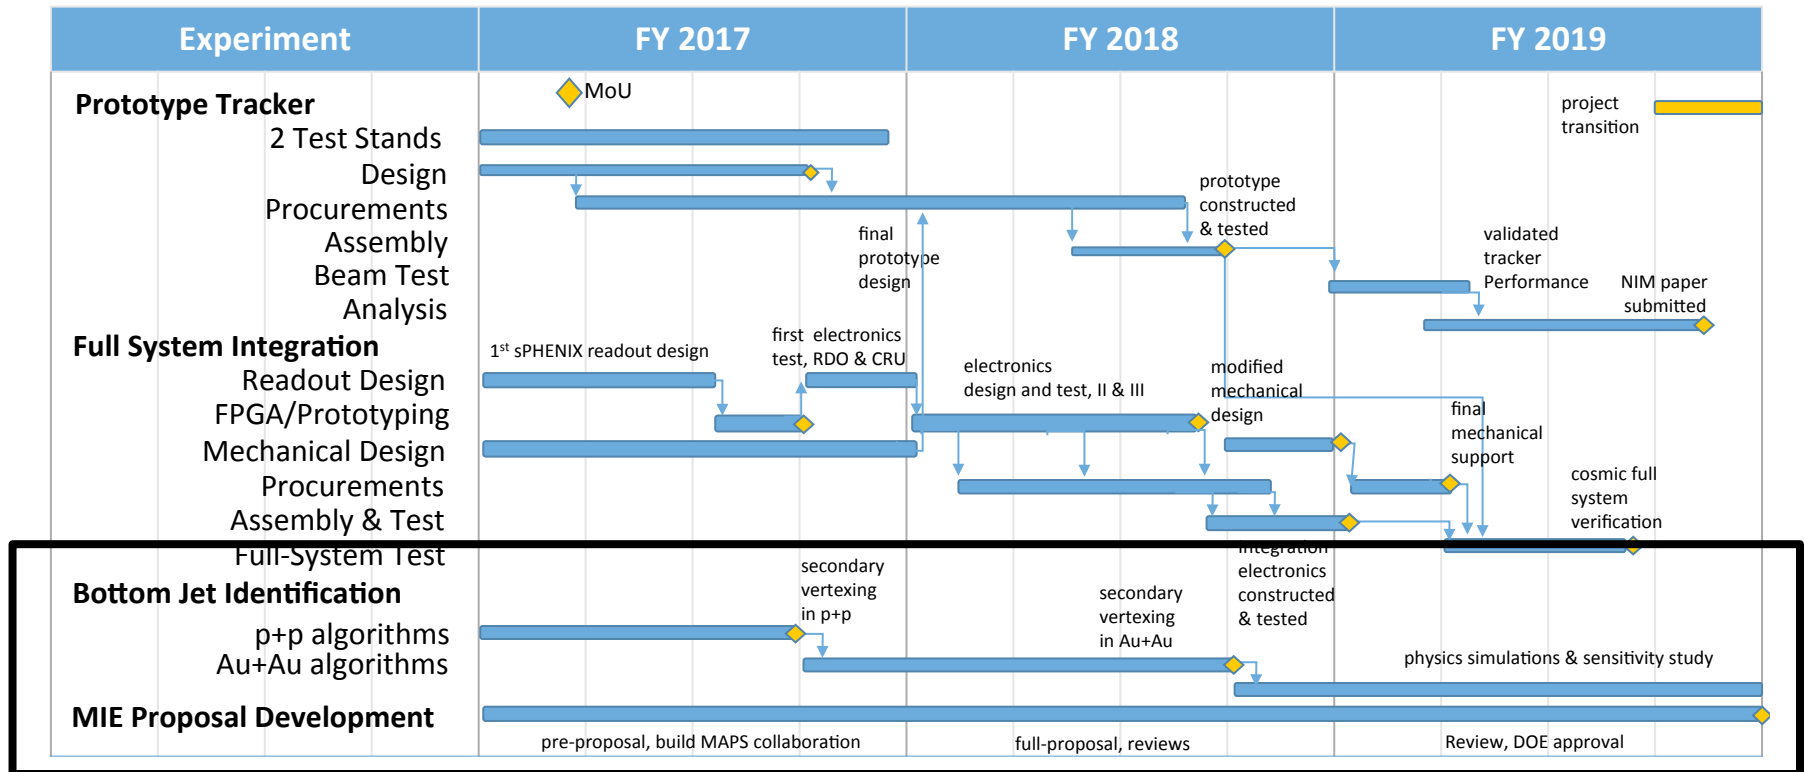 Experiment
FY 2017
FY 2018
FY 2019
Prototype Tracker
MoU
project
transition
2 Test Stands
Design
Procurements
prototype
constructed
& tested
Assembly
final
prototype
design
validated
tracker
Performance
Beam Test
NIM paper
submitted
Analysis
Full System Integration
1st sPHENIX readout design
first electronics
test, RDO & CRU
Readout Design
electronics
design and test, II & III
modified
mechanical
design
FPGA/Prototyping
final
mechanical
support
Mechanical Design
Procurements
cosmic full
system
verification
Assembly & Test
Full-System Test
integration
electronics
constructed
& tested
Bottom Jet Identification
secondary
vertexing
in p+p
secondary
vertexing
in Au+Au
p+p algorithms
Au+Au algorithms
physics simulations & sensitivity study
MIE Proposal Development
pre-proposal, build MAPS collaboration
full-proposal, reviews
Review, DOE approval